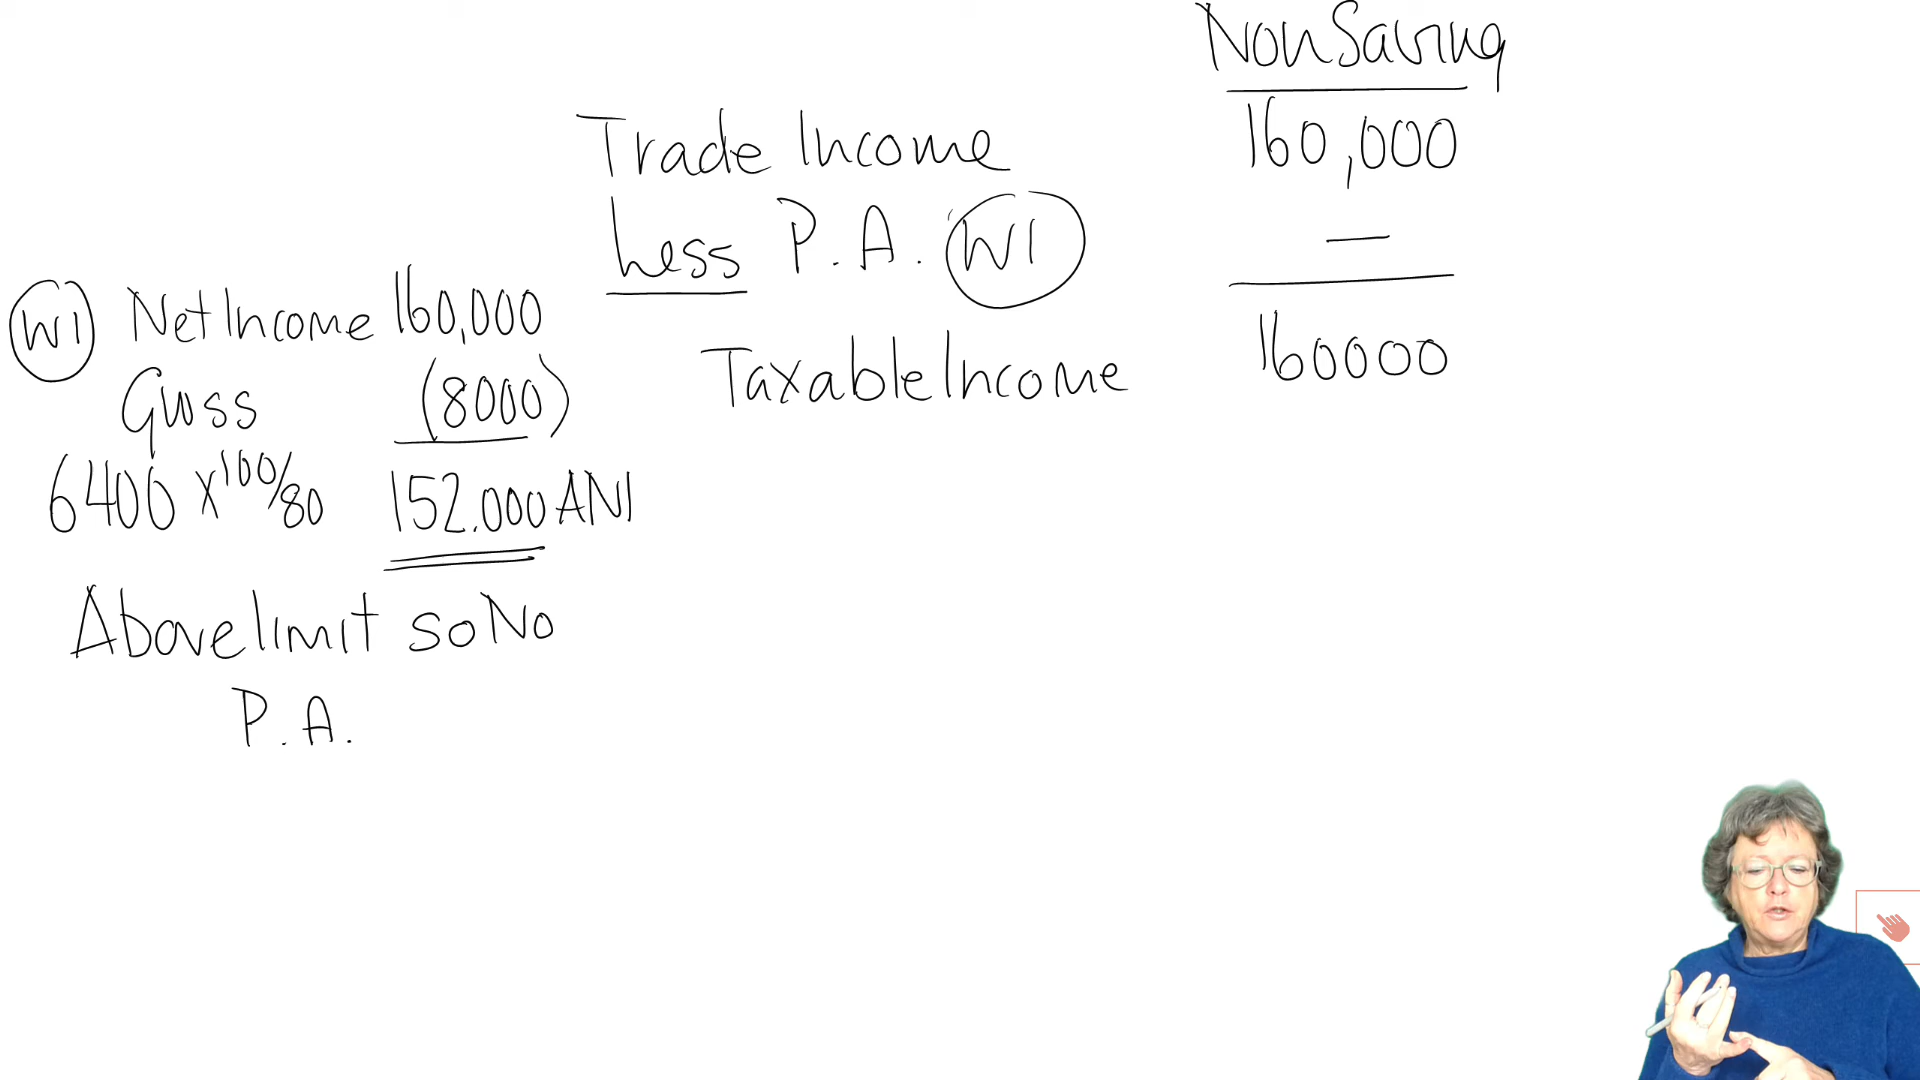 NonSaving
Trade Income 160,000
Less P.A. W1 —
Taxable Income 160000
W1 Net Income 160,000
Gross (8000)
6400 x 100/80 152.000 ANI
Above limit so No
P.A.